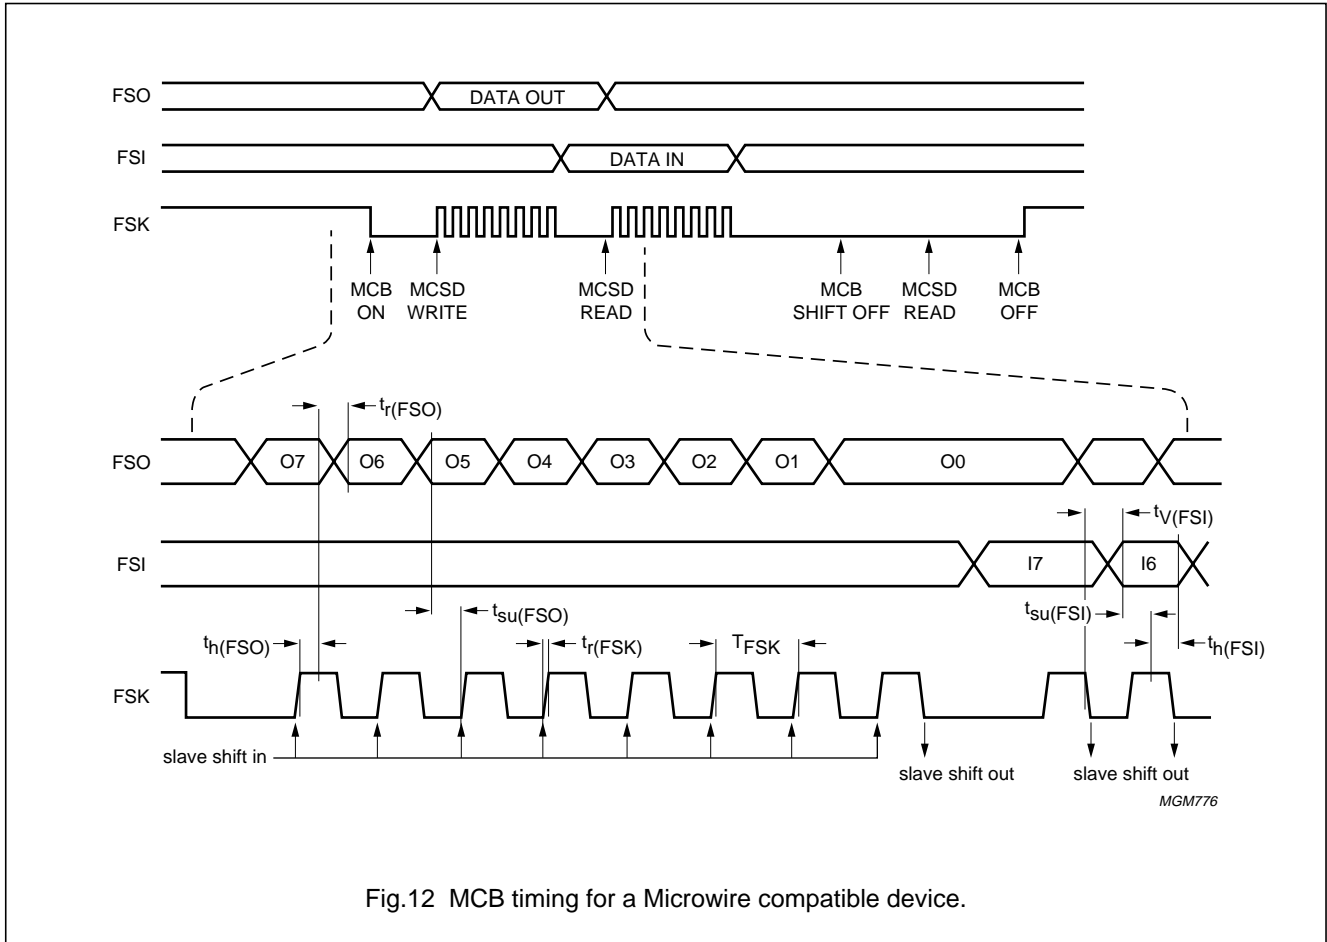 FSO DATA OUT
FSI DATA IN
FSK
MCB ON
MCSD WRITE
MCSD READ
MCB SHIFT OFF
MCSD READ
MCB OFF
tr(FSO)
FSO O7 O6 O5 O4 O3 O2 O1 O0
tV(FSI)
FSI I7 I6
tsu(FSO)
tsu(FSI)
th(FSO)
tr(FSK)
TFSK
th(FSI)
FSK
slave shift in
slave shift out
slave shift out
MGM776
Fig.12 MCB timing for a Microwire compatible device.